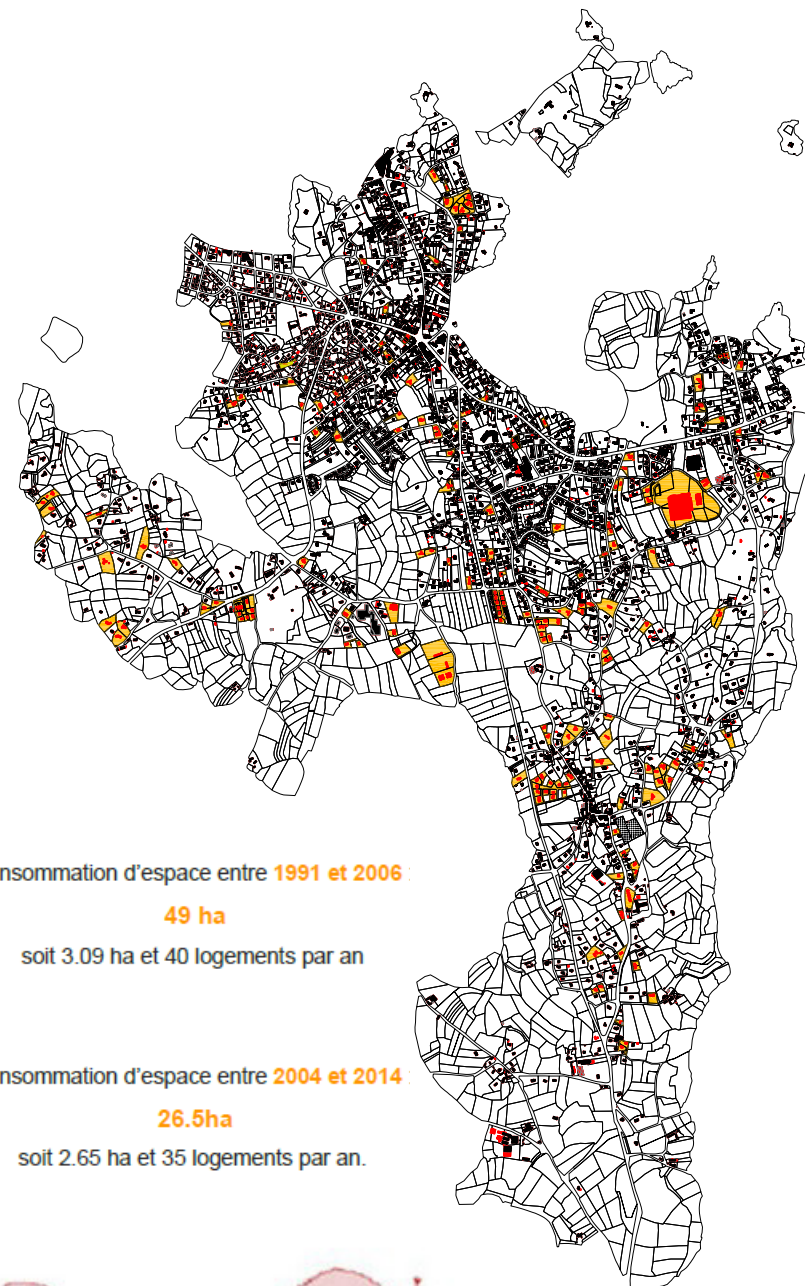 nsommation d'espace entre 1991 et 2006 :
49 ha
soit 3.09 ha et 40 logements par an
nsommation d'espace entre 2004 et 2014 :
26.5ha
soit 2.65 ha et 35 logements par an.